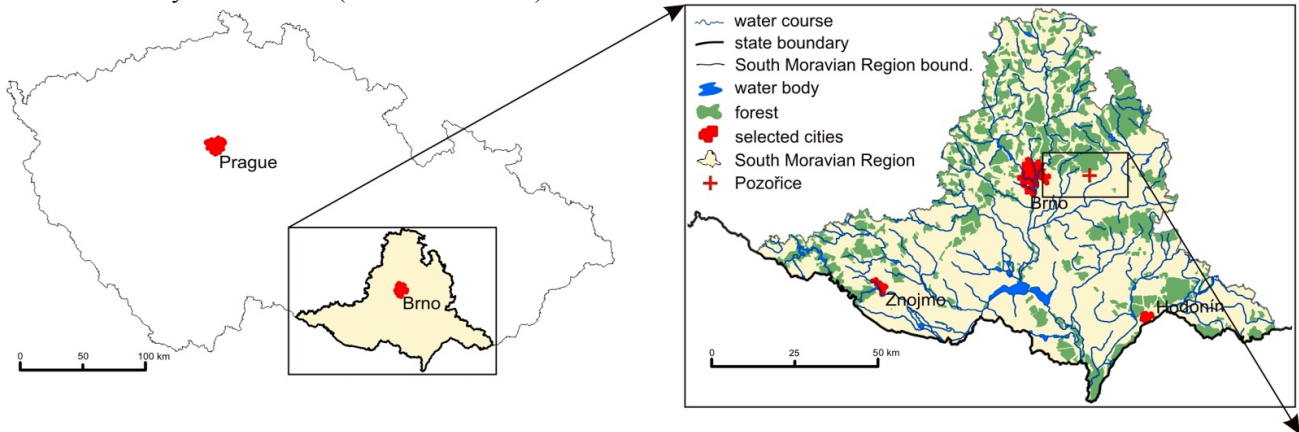 Prague
Brno
0 50 100 km
water course
state boundary
South Moravian Region bound.
water body
forest
selected cities
South Moravian Region
Pozořice
Brno
Znojmo
Hodonín
0 25 50 km